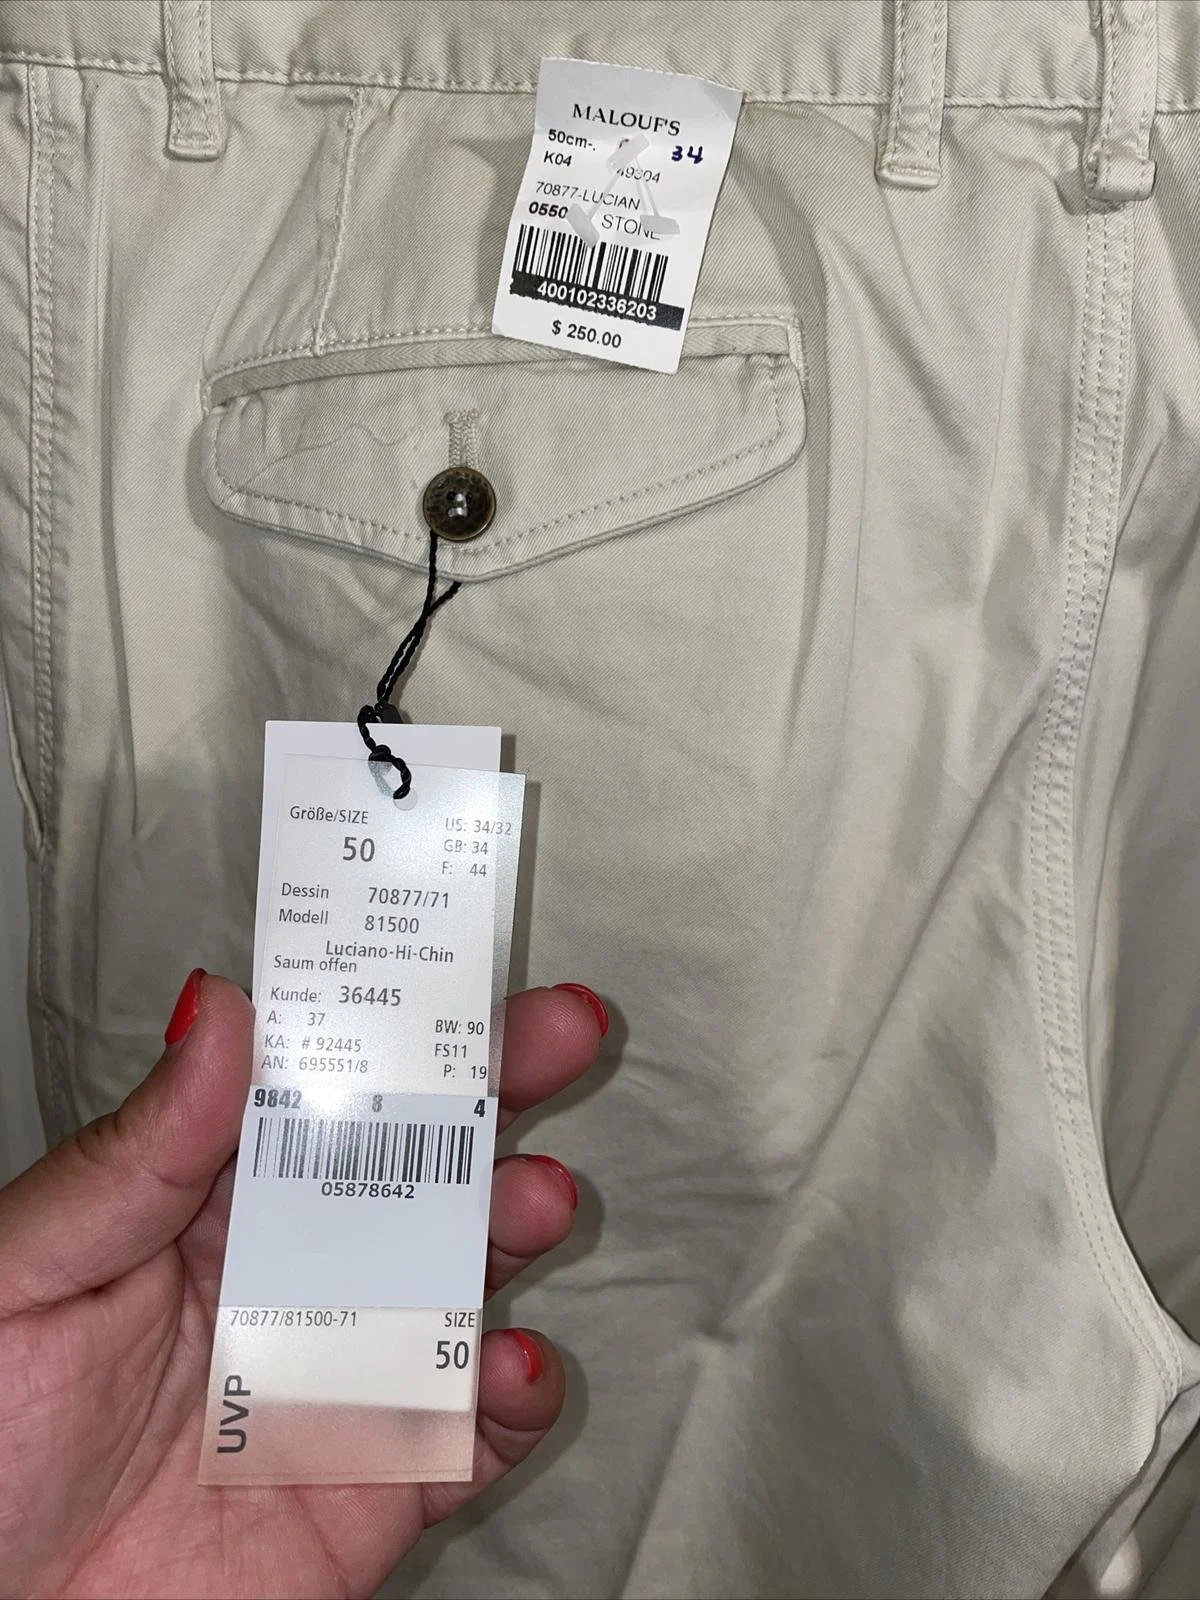 MALOUF'S
50cm-. 34
K04 49304
70877-LUCIAN
0550 STONE
400102336203
$ 250.00
Größe/SIZE
50
US: 34/32
GB: 34
F: 44
Dessin 70877/71
Modell 81500
Luciano-Hi-Chin
Saum offen
Kunde: 36445
A: 37
BW: 90
KA: # 92445
FS11
AN: 695551/8
P: 19
9842 8 4
05878642
70877/81500-71
SIZE
50
UVP